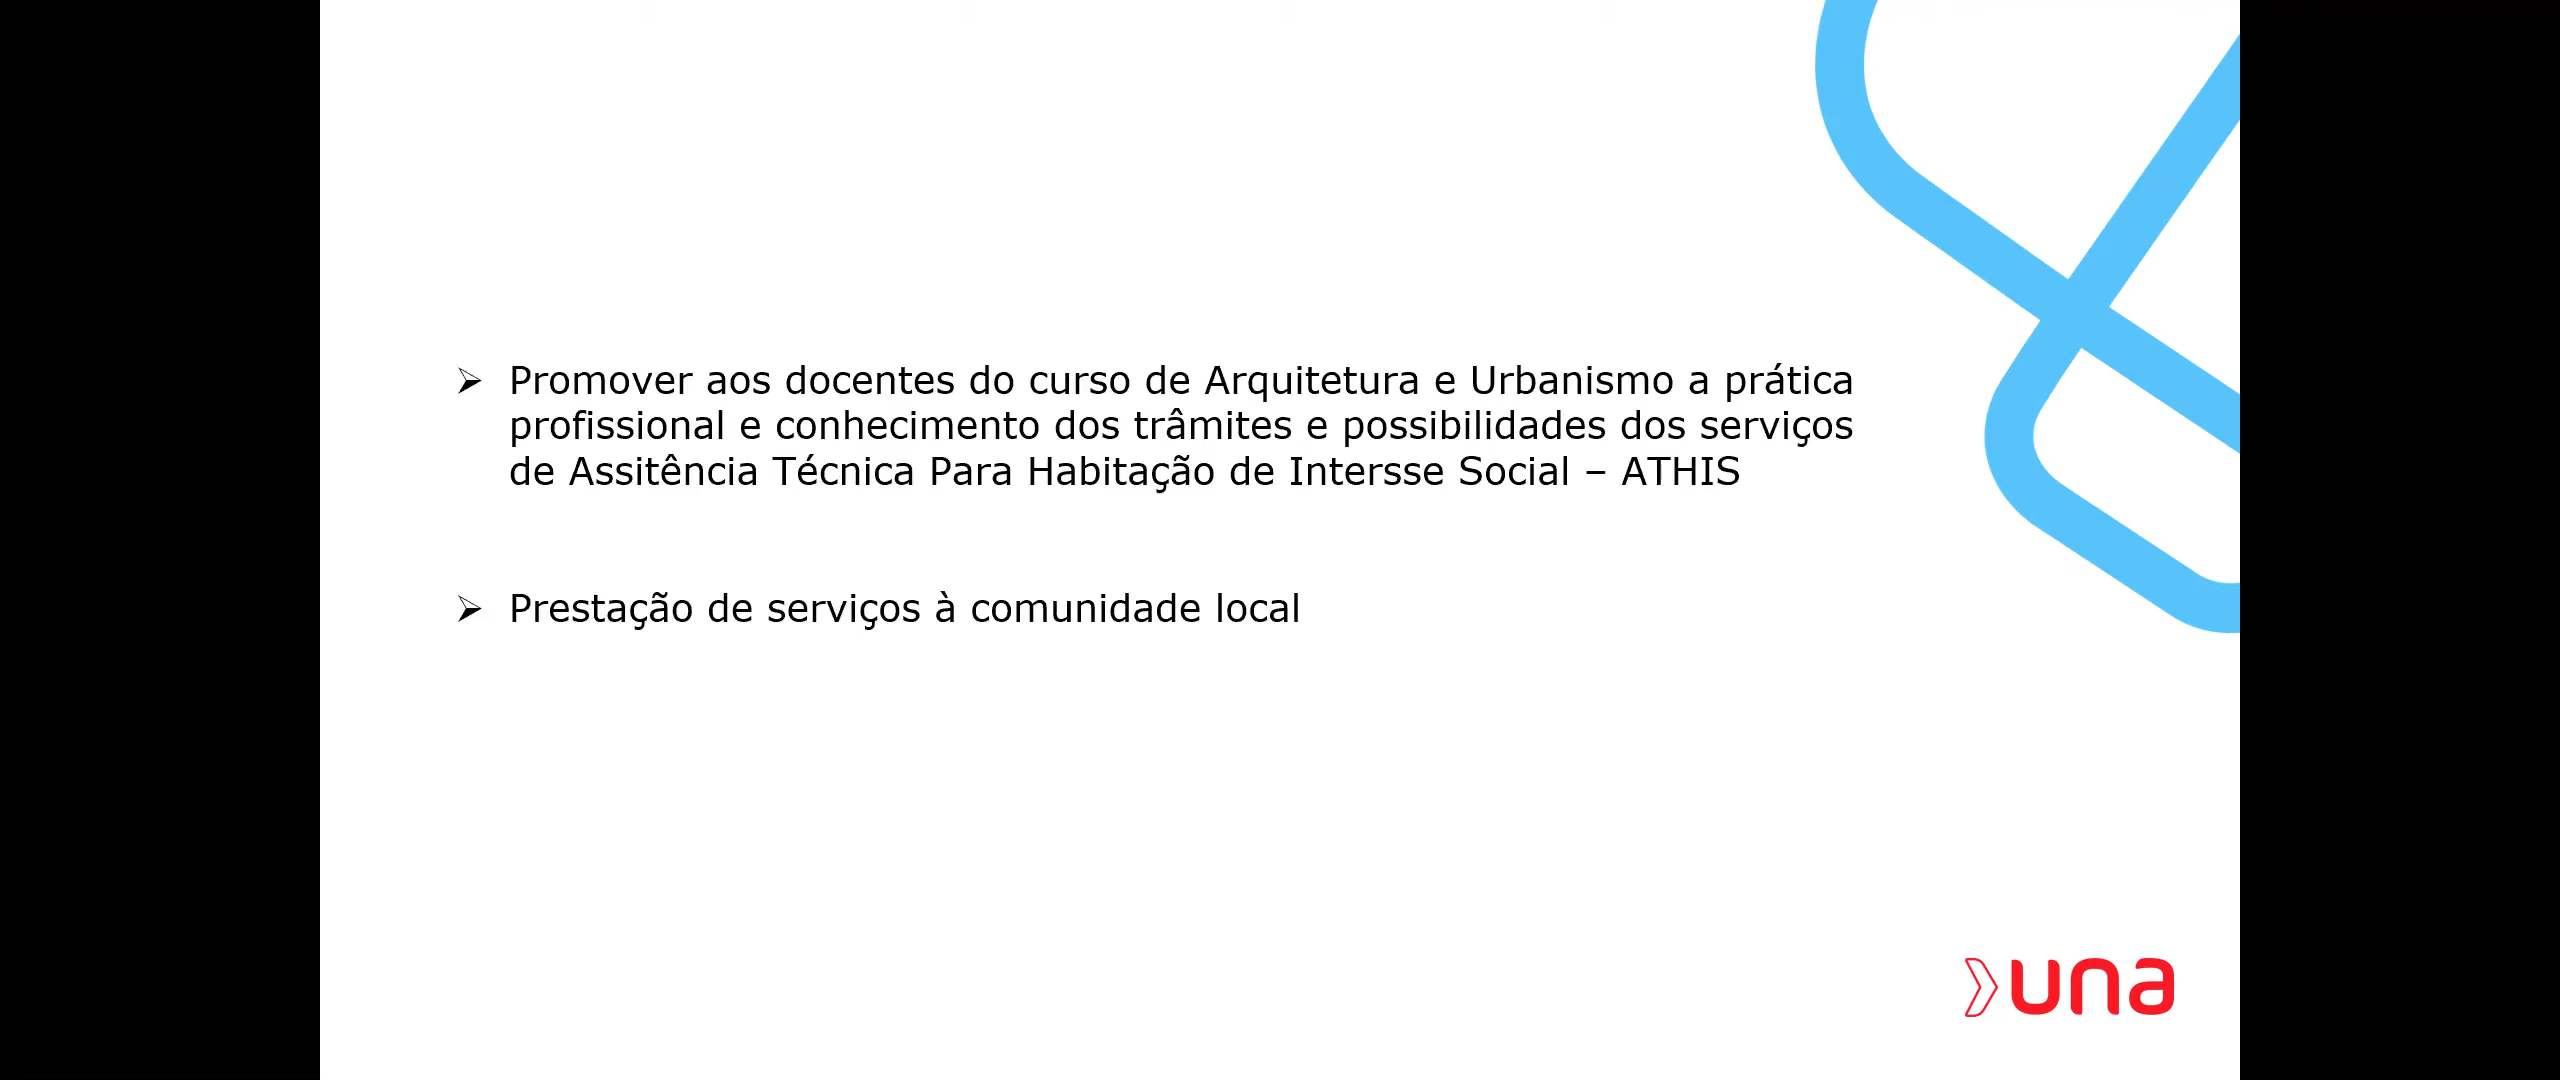 ➢ Promover aos docentes do curso de Arquitetura e Urbanismo a prática
profissional e conhecimento dos trâmites e possibilidades dos serviços
de Assitência Técnica Para Habitação de Intersse Social – ATHIS
➢ Prestação de serviços à comunidade local
una